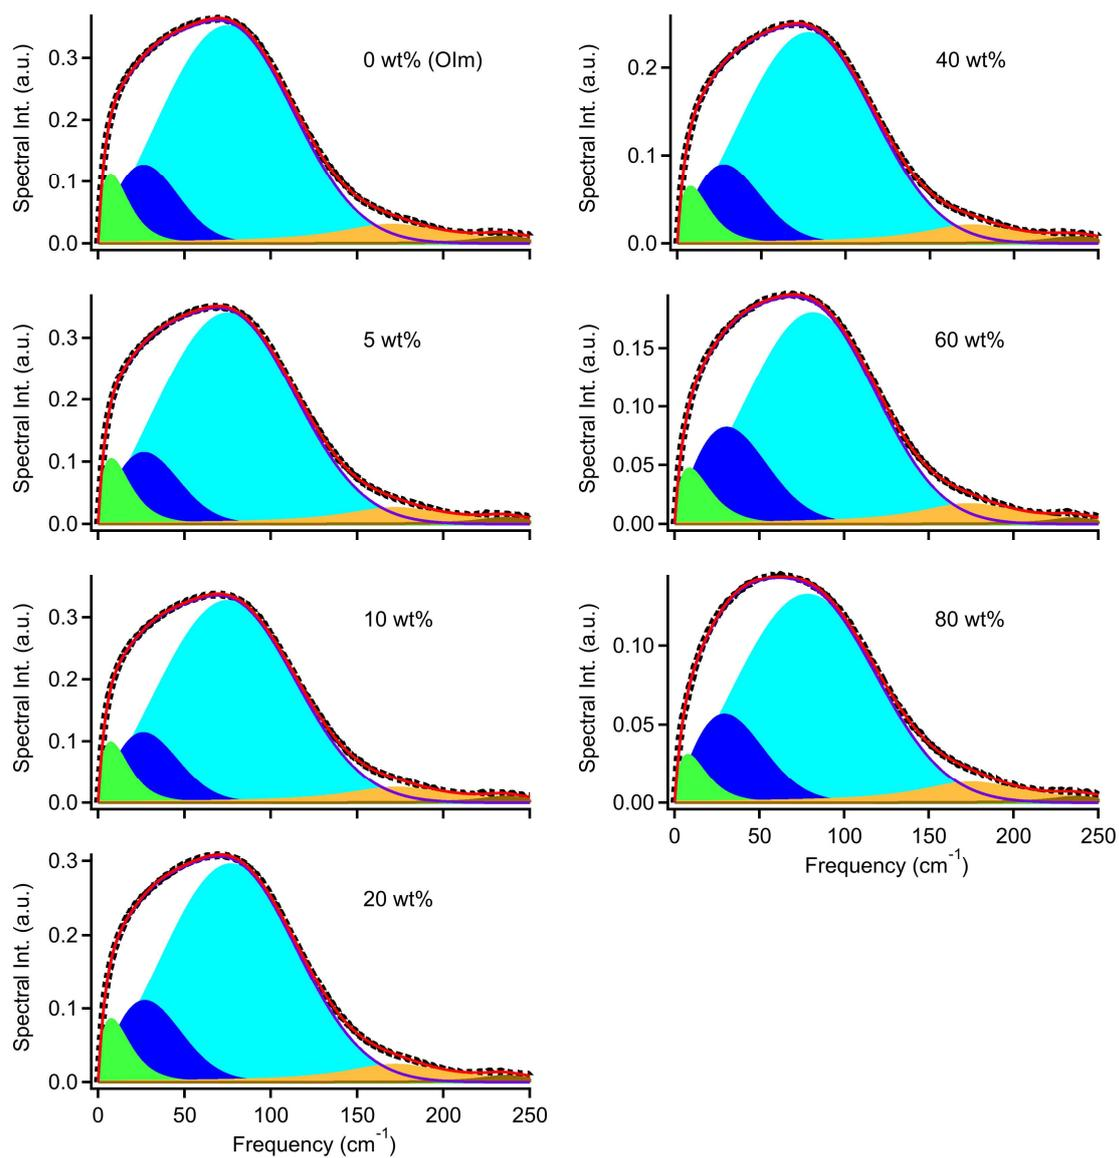 Spectral Int. (a.u.)
0.3
0.2
0.1
0.0
0 wt% (OIm)
Spectral Int. (a.u.)
0.2
0.1
0.0
40 wt%
Spectral Int. (a.u.)
0.3
0.2
0.1
0.0
5 wt%
Spectral Int. (a.u.)
0.15
0.10
0.05
0.00
60 wt%
Spectral Int. (a.u.)
0.3
0.2
0.1
0.0
10 wt%
Spectral Int. (a.u.)
0.10
0.05
0.00
80 wt%
0 50 100 150 200 250
Frequency (cm⁻¹)
Spectral Int. (a.u.)
0.3
0.2
0.1
0.0
20 wt%
0 50 100 150 200 250
Frequency (cm⁻¹)